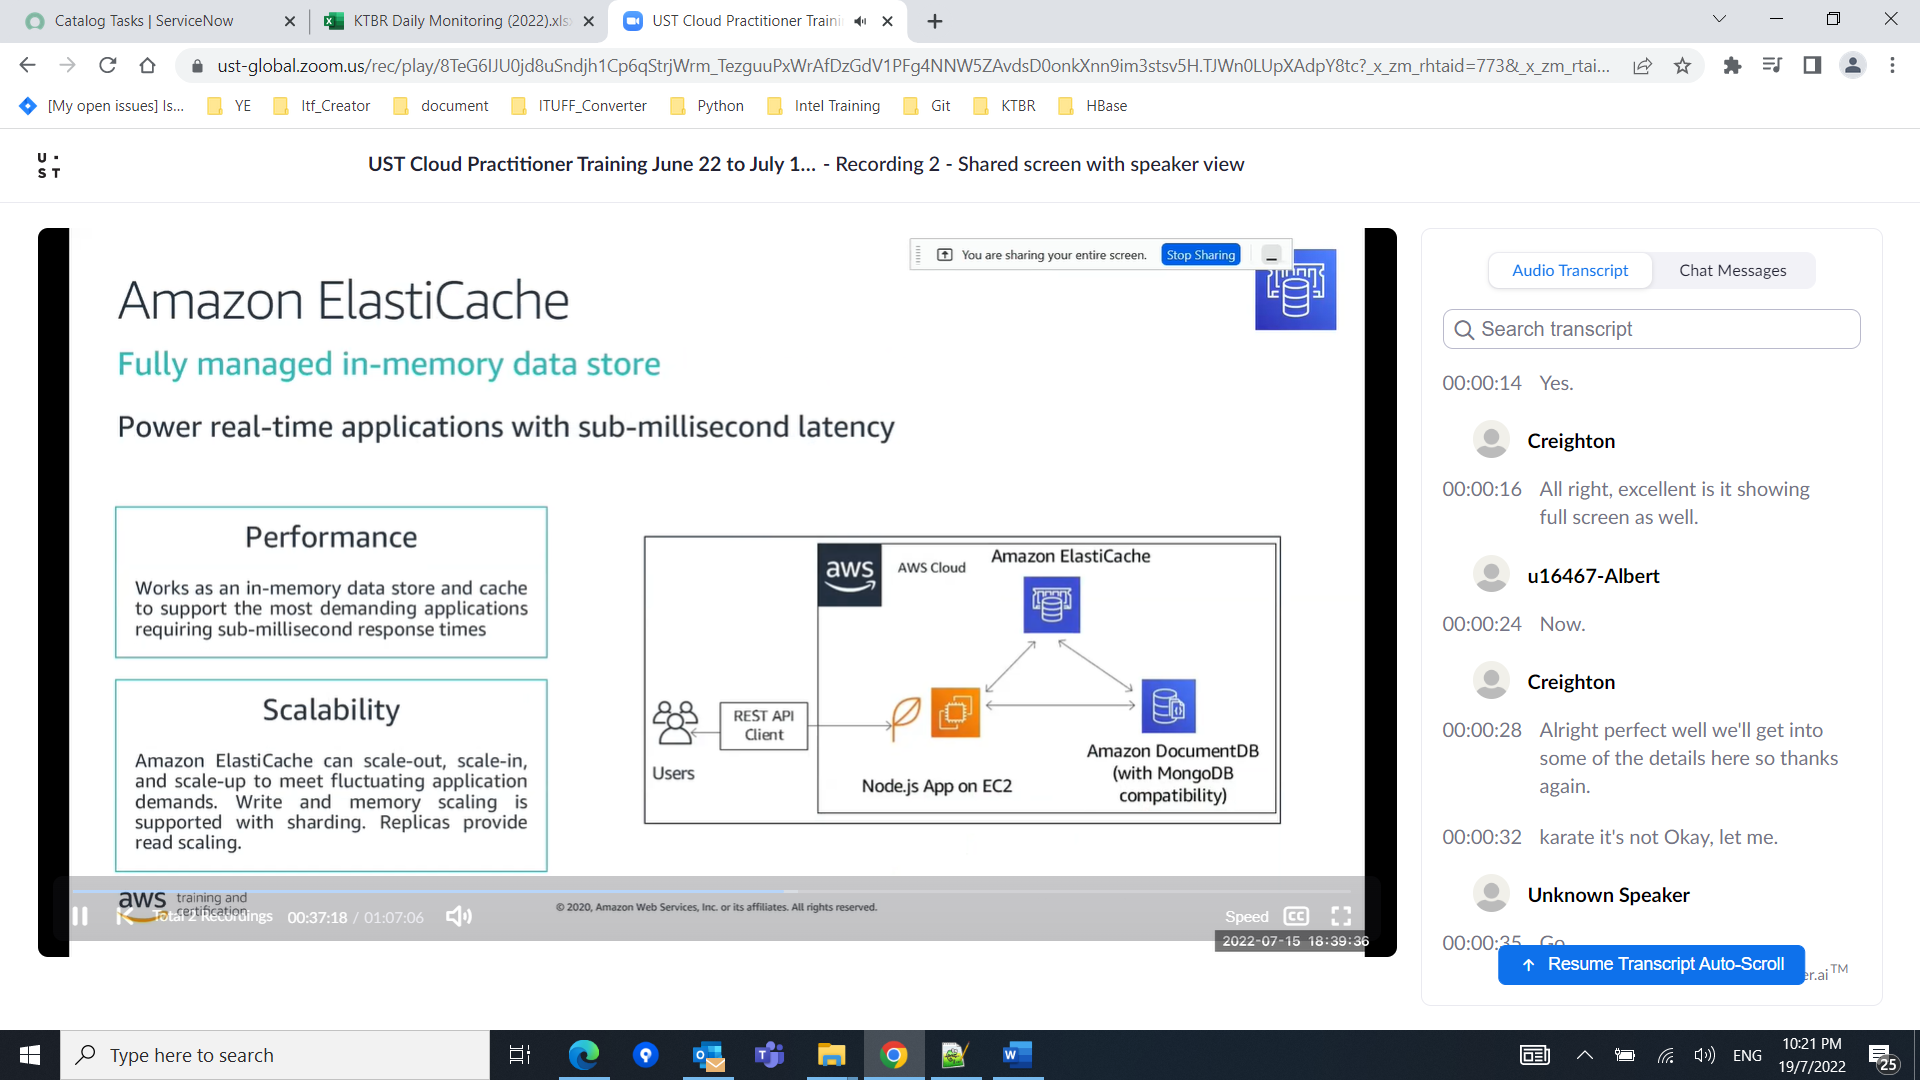 Catalog Tasks | ServiceNow
KTBR Daily Monitoring (2022).xls
UST Cloud Practitioner Traini
ust-global.zoom.us/rec/play/8TeG6IJU0jd8uSndjh1Cp6qStrjWrm_TezguuPxWrAfDzGdV1PFg4NNW5ZAvdsD0onkXnn9im3stsv5H.TJWn0LUpXAdpY8tc?_x_zm_rhtaid=773&_x_zm_rtai...
[My open issues] Is...
YE
Itf_Creator
document
ITUFF_Converter
Python
Intel Training
Git
KTBR
HBase
U
S T
UST Cloud Practitioner Training June 22 to July 1... - Recording 2 - Shared screen with speaker view
You are sharing your entire screen. Stop Sharing
Amazon ElastiCache
Fully managed in-memory data store
Power real-time applications with sub-millisecond latency
Performance
Works as an in-memory data store and cache
to support the most demanding applications
requiring sub-millisecond response times
Scalability
Amazon ElastiCache can scale-out, scale-in,
and scale-up to meet fluctuating application
demands. Write and memory scaling is
supported with sharding. Replicas provide
read scaling.
aws
AWS Cloud
Amazon ElastiCache
REST API
Client
Users
Node.js App on EC2
Amazon DocumentDB
(with MongoDB
compatibility)
aws training and
certification
Total 2 Recordings
00:37:18 / 01:07:06
© 2020, Amazon Web Services, Inc. or its affiliates. All rights reserved.
Speed
CC
2022-07-15 18:39:36
Audio Transcript
Chat Messages
Search transcript
00:00:14 Yes.
Creighton
00:00:16 All right, excellent is it showing
full screen as well.
u16467-Albert
00:00:24 Now.
Creighton
00:00:28 Alright perfect well we'll get into
some of the details here so thanks
again.
00:00:32 karate it's not Okay, let me.
Unknown Speaker
00:00:35 Go
Resume Transcript Auto-Scroll
er.ai™
Type here to search
ENG
10:21 PM
19/7/2022
25